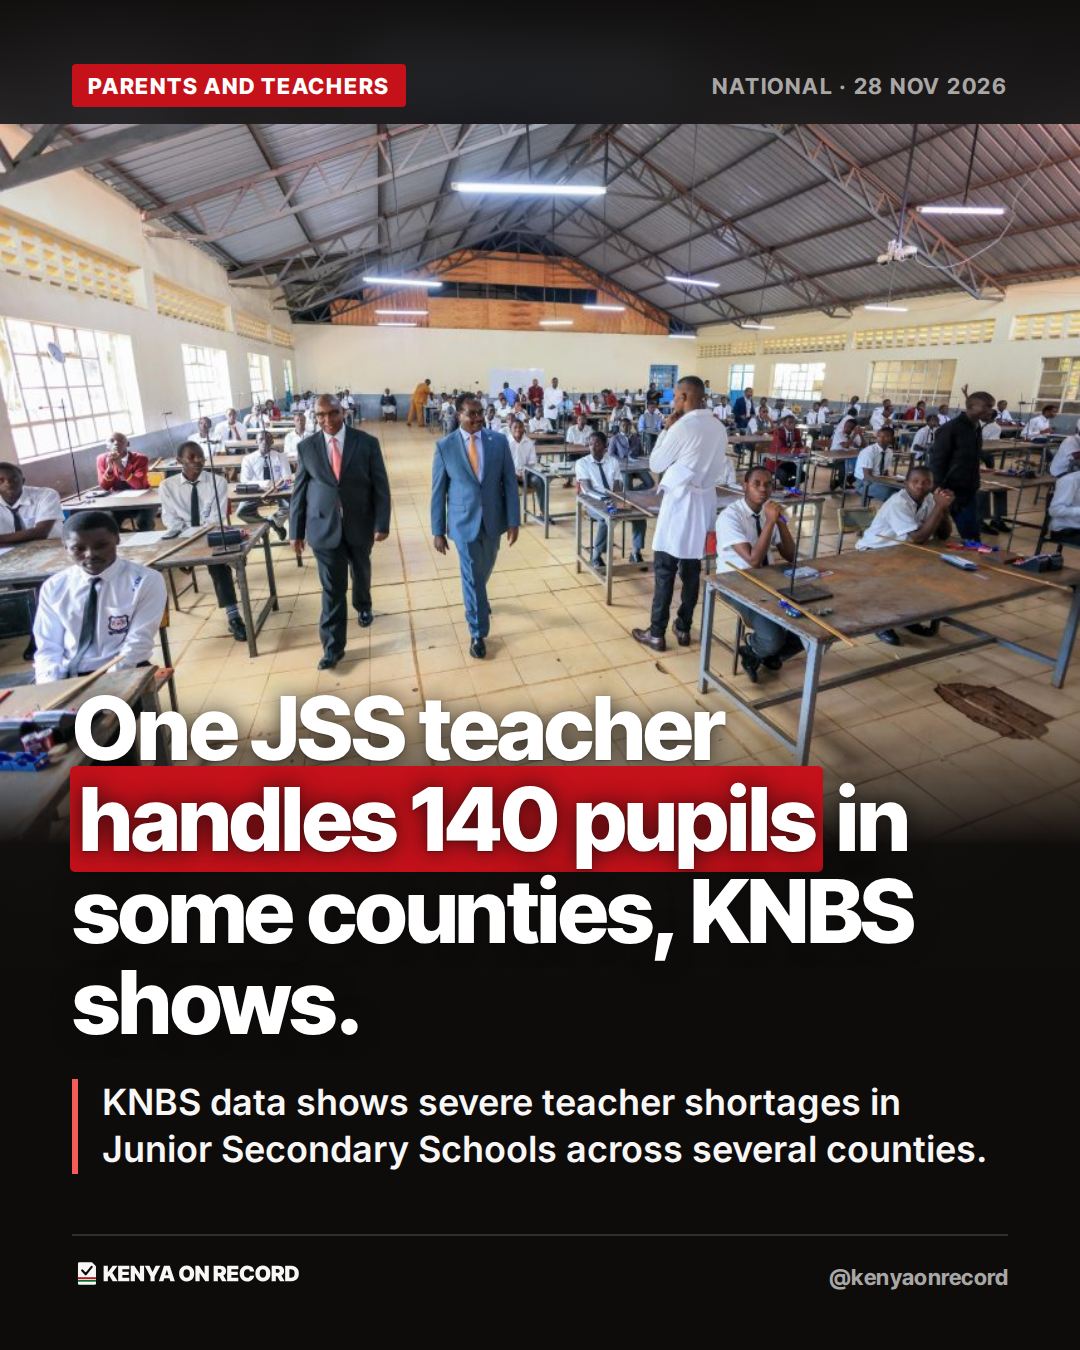 PARENTS AND TEACHERS
NATIONAL · 28 NOV 2026
One JSS teacher
handles 140 pupils in
some counties, KNBS
shows.
KNBS data shows severe teacher shortages in
Junior Secondary Schools across several counties.
KENYA ON RECORD
@kenyaonrecord